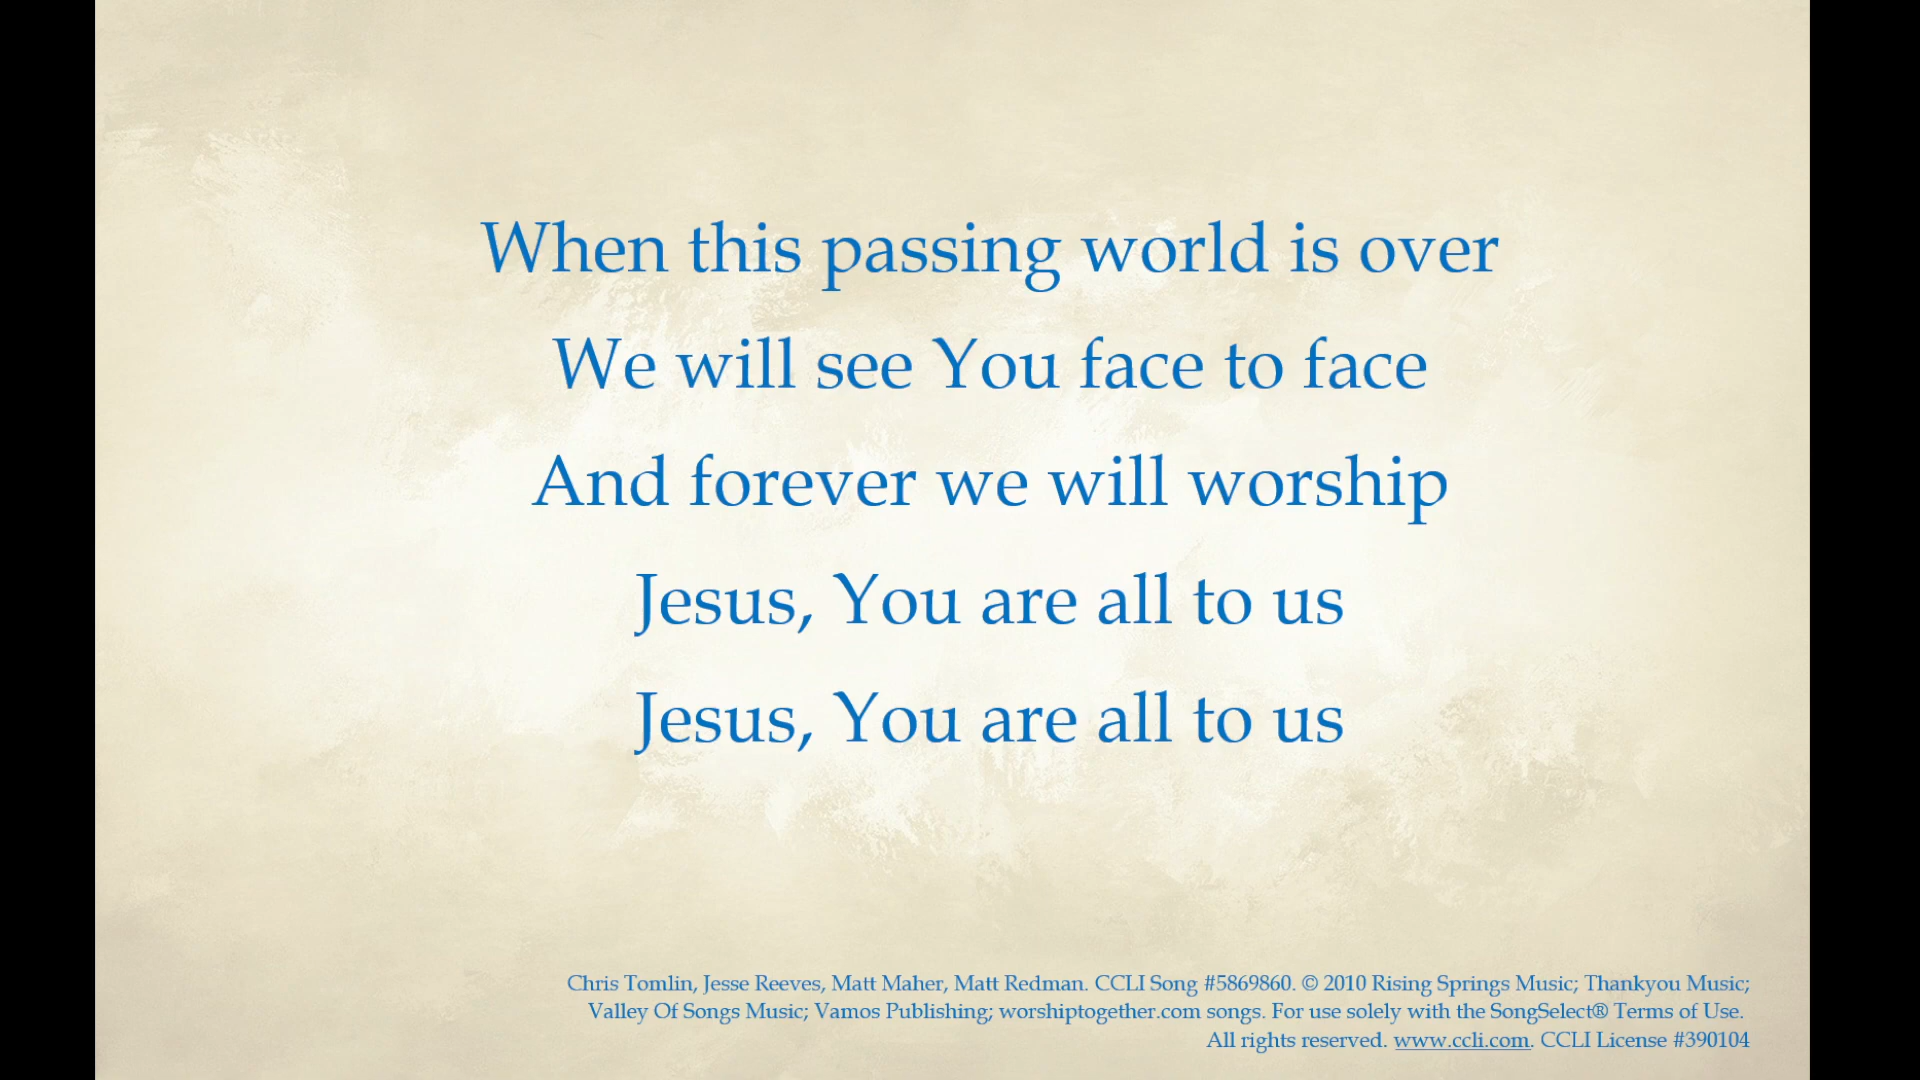 When this passing world is over
We will see You face to face
And forever we will worship
Jesus, You are all to us
Jesus, You are all to us
Chris Tomlin, Jesse Reeves, Matt Maher, Matt Redman. CCLI Song #5869860. © 2010 Rising Springs Music; Thankyou Music;
Valley Of Songs Music; Vamos Publishing; worshiptogether.com songs. For use solely with the SongSelect® Terms of Use.
All rights reserved. www.ccli.com. CCLI License #390104